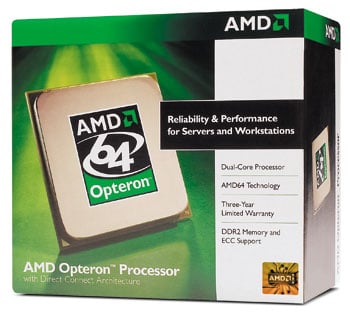 AMD
Reliability & Performance
for Servers and Workstations
AMD
64
Opteron™
Dual-Core Processor
AMD64 Technology
Three-Year
Limited Warranty
DDR2 Memory and
ECC Support
AMD Opteron™ Processor
with Direct Connect Architecture